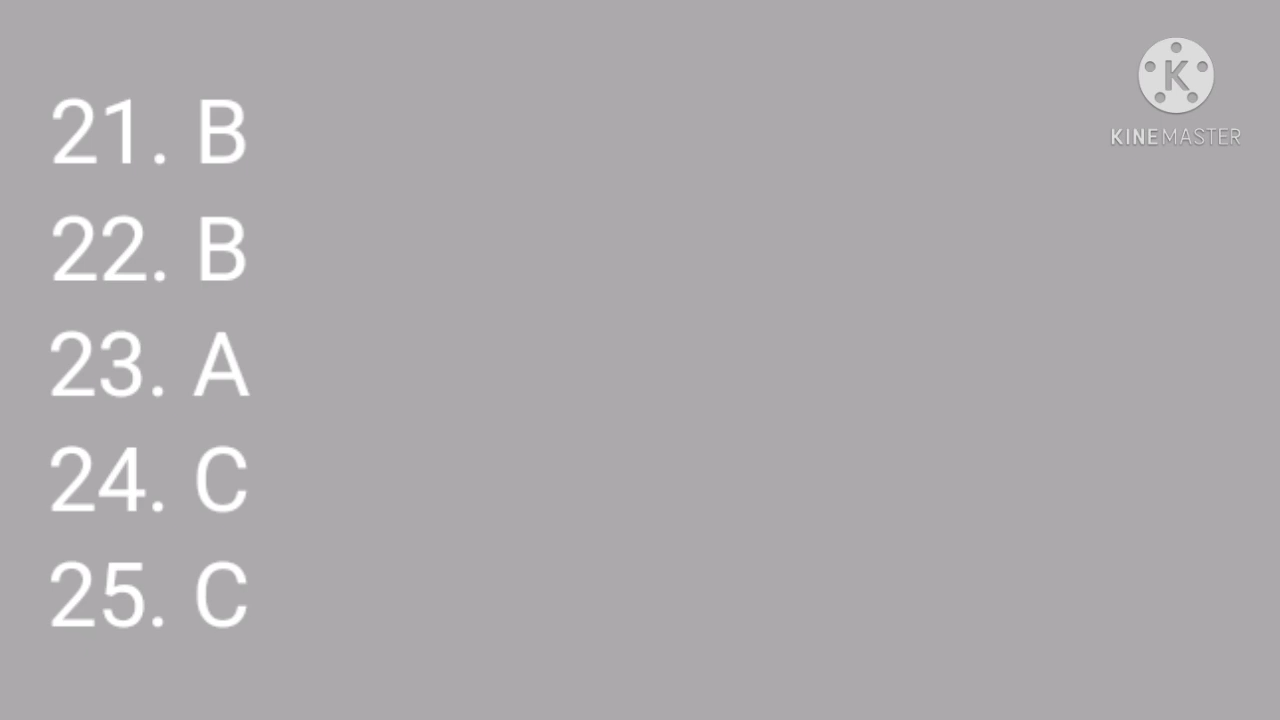 21. B
22. B
23. A
24. C
25. C
K
KINEMASTER